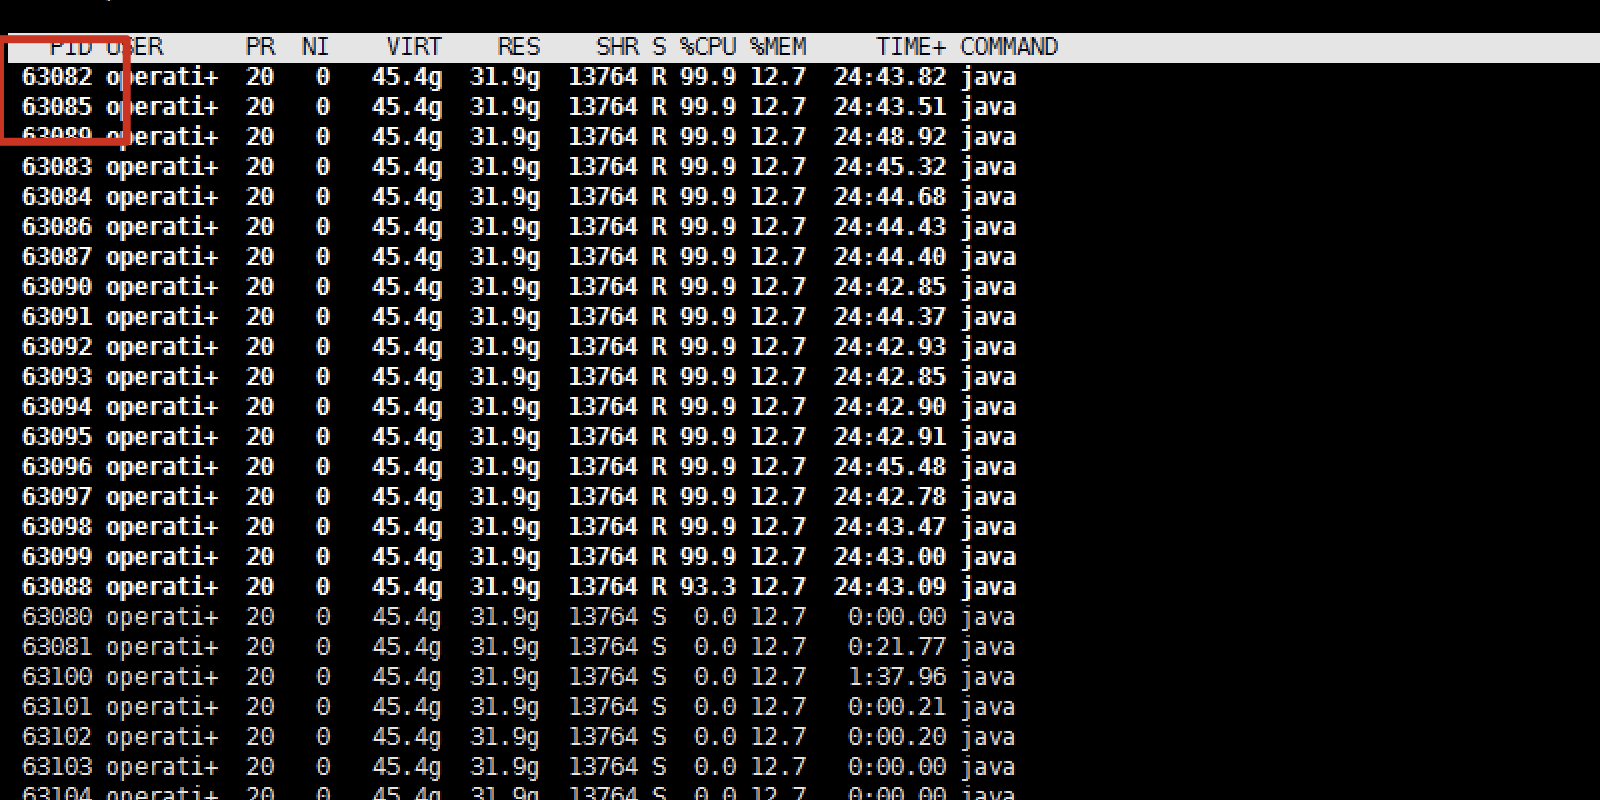 PID USER PR NI VIRT RES SHR S %CPU %MEM TIME+ COMMAND
63082 operati+ 20 0 45.4g 31.9g 13764 R 99.9 12.7 24:43.82 java
63085 operati+ 20 0 45.4g 31.9g 13764 R 99.9 12.7 24:43.51 java
63089 operati+ 20 0 45.4g 31.9g 13764 R 99.9 12.7 24:48.92 java
63083 operati+ 20 0 45.4g 31.9g 13764 R 99.9 12.7 24:45.32 java
63084 operati+ 20 0 45.4g 31.9g 13764 R 99.9 12.7 24:44.68 java
63086 operati+ 20 0 45.4g 31.9g 13764 R 99.9 12.7 24:44.43 java
63087 operati+ 20 0 45.4g 31.9g 13764 R 99.9 12.7 24:44.40 java
63090 operati+ 20 0 45.4g 31.9g 13764 R 99.9 12.7 24:42.85 java
63091 operati+ 20 0 45.4g 31.9g 13764 R 99.9 12.7 24:44.37 java
63092 operati+ 20 0 45.4g 31.9g 13764 R 99.9 12.7 24:42.93 java
63093 operati+ 20 0 45.4g 31.9g 13764 R 99.9 12.7 24:42.85 java
63094 operati+ 20 0 45.4g 31.9g 13764 R 99.9 12.7 24:42.90 java
63095 operati+ 20 0 45.4g 31.9g 13764 R 99.9 12.7 24:42.91 java
63096 operati+ 20 0 45.4g 31.9g 13764 R 99.9 12.7 24:45.48 java
63097 operati+ 20 0 45.4g 31.9g 13764 R 99.9 12.7 24:42.78 java
63098 operati+ 20 0 45.4g 31.9g 13764 R 99.9 12.7 24:43.47 java
63099 operati+ 20 0 45.4g 31.9g 13764 R 99.9 12.7 24:43.00 java
63088 operati+ 20 0 45.4g 31.9g 13764 R 93.3 12.7 24:43.09 java
63080 operati+ 20 0 45.4g 31.9g 13764 S 0.0 12.7 0:00.00 java
63081 operati+ 20 0 45.4g 31.9g 13764 S 0.0 12.7 0:21.77 java
63100 operati+ 20 0 45.4g 31.9g 13764 S 0.0 12.7 1:37.96 java
63101 operati+ 20 0 45.4g 31.9g 13764 S 0.0 12.7 0:00.21 java
63102 operati+ 20 0 45.4g 31.9g 13764 S 0.0 12.7 0:00.20 java
63103 operati+ 20 0 45.4g 31.9g 13764 S 0.0 12.7 0:00.00 java
63104 operati+ 20 0 45.4g 31.9g 13764 S 0.0 12.7 0:00.00 java